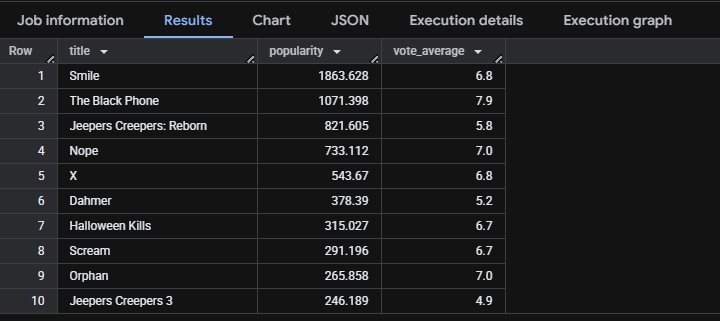 Job information Results Chart JSON Execution details Execution graph
Row title popularity vote_average
1 Smile 1863.628 6.8
2 The Black Phone 1071.398 7.9
3 Jeepers Creepers: Reborn 821.605 5.8
4 Nope 733.112 7.0
5 X 543.67 6.8
6 Dahmer 378.39 5.2
7 Halloween Kills 315.027 6.7
8 Scream 291.196 6.7
9 Orphan 265.858 7.0
10 Jeepers Creepers 3 246.189 4.9